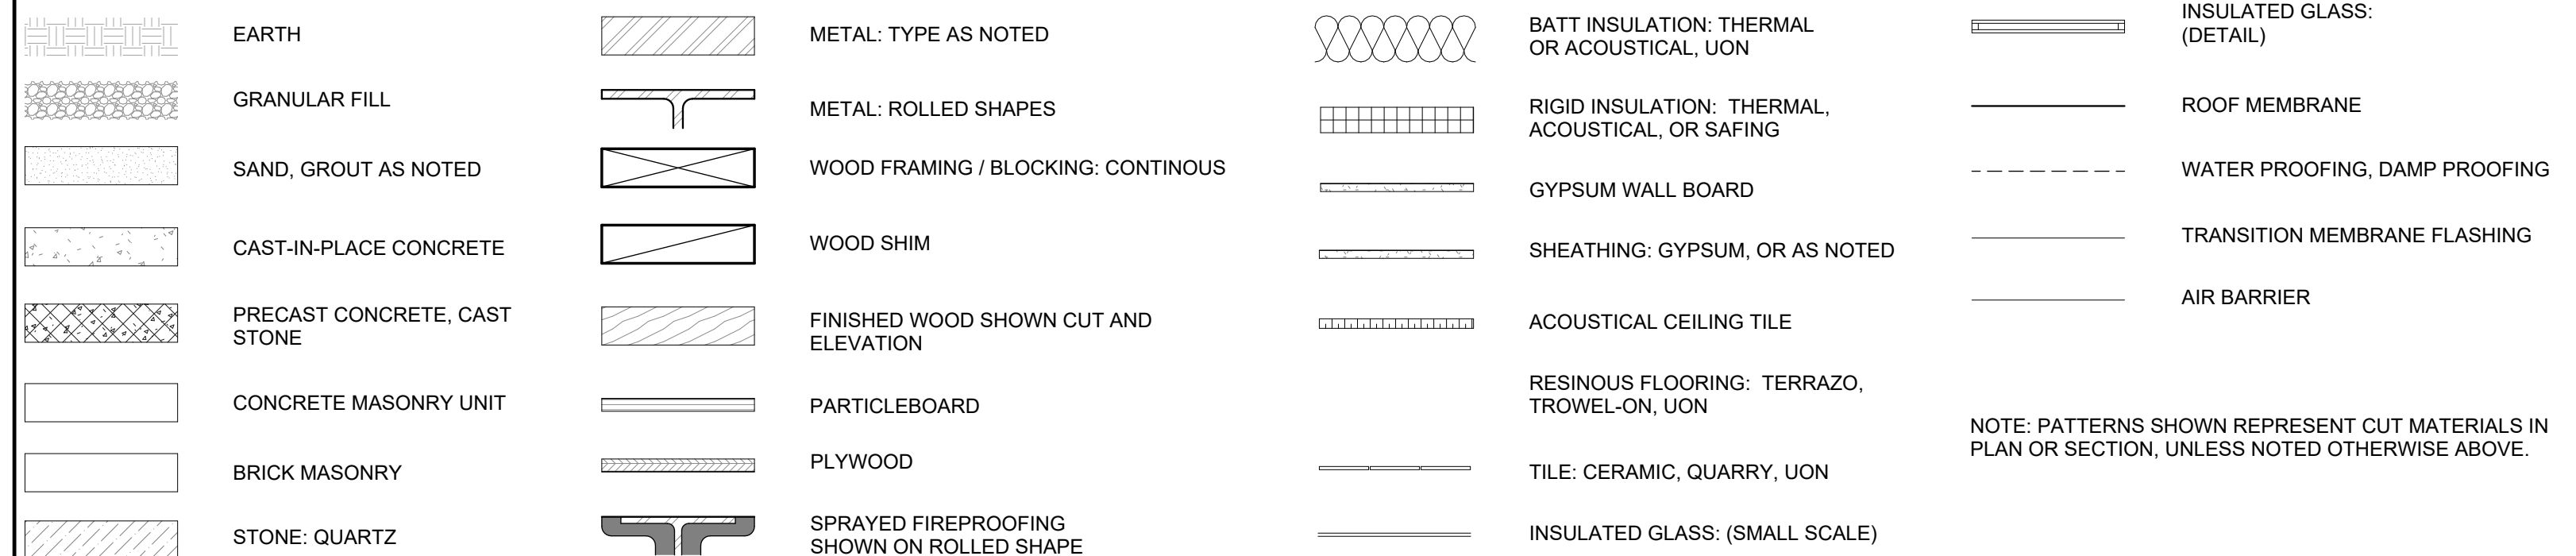 EARTH
GRANULAR FILL
SAND, GROUT AS NOTED
CAST-IN-PLACE CONCRETE
PRECAST CONCRETE, CAST
STONE
CONCRETE MASONRY UNIT
BRICK MASONRY
STONE: QUARTZ
METAL: TYPE AS NOTED
METAL: ROLLED SHAPES
WOOD FRAMING / BLOCKING: CONTINOUS
WOOD SHIM
FINISHED WOOD SHOWN CUT AND
ELEVATION
PARTICLEBOARD
PLYWOOD
SPRAYED FIREPROOFING
SHOWN ON ROLLED SHAPE
BATT INSULATION: THERMAL
OR ACOUSTICAL, UON
RIGID INSULATION: THERMAL,
ACOUSTICAL, OR SAFING
GYPSUM WALL BOARD
SHEATHING: GYPSUM, OR AS NOTED
ACOUSTICAL CEILING TILE
RESINOUS FLOORING: TERRAZO,
TROWEL-ON, UON
TILE: CERAMIC, QUARRY, UON
INSULATED GLASS: (SMALL SCALE)
INSULATED GLASS:
(DETAIL)
ROOF MEMBRANE
WATER PROOFING, DAMP PROOFING
TRANSITION MEMBRANE FLASHING
AIR BARRIER
NOTE: PATTERNS SHOWN REPRESENT CUT MATERIALS IN
PLAN OR SECTION, UNLESS NOTED OTHERWISE ABOVE.